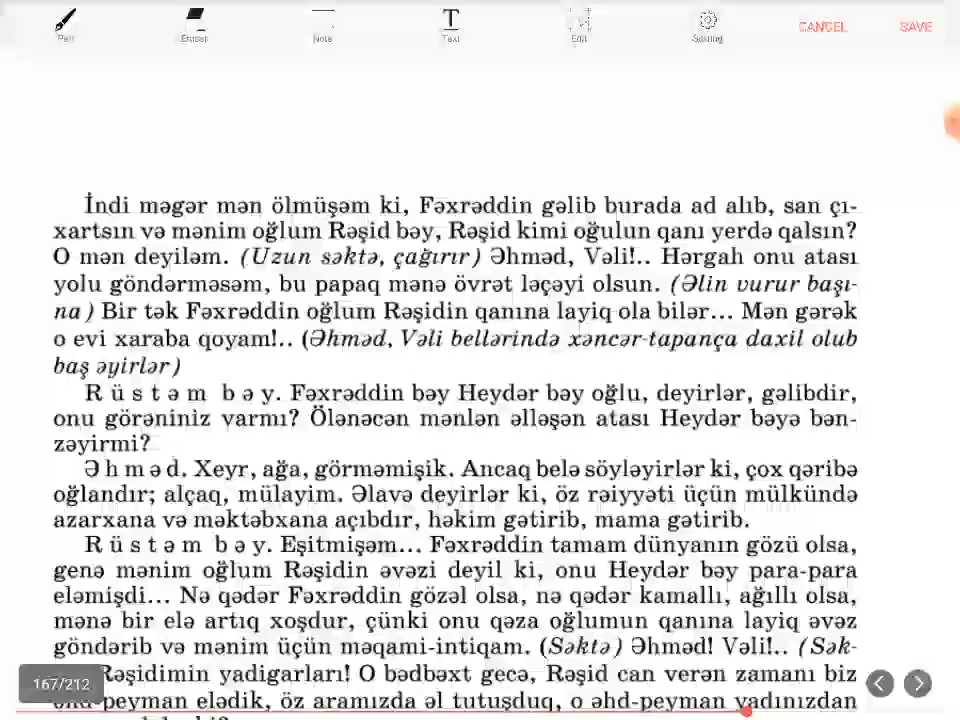 Pen Eraser Note Text Edit Setting CANCEL SAVE
İndi məgər mən ölmüşəm ki, Fəxrəddin gəlib burada ad alıb, san çı-
xartsın və mənim oğlum Rəşid bəy, Rəşid kimi oğulun qanı yerdə qalsın?
O mən deyiləm. (Uzun səktə, çağırır) Əhməd, Vəli!.. Hərgah onu atası
yolu göndərməsəm, bu papaq mənə övrət ləçəyi olsun. (Əlin vurur başı-
na) Bir tək Fəxrəddin oğlum Rəşidin qanına layiq ola bilər... Mən gərək
o evi xaraba qoyam!.. (Əhməd, Vəli bellərində xəncər-tapança daxil olub
baş əyirlər)
Rüstəm bəy. Fəxrəddin bəy Heydər bəy oğlu, deyirlər, gəlibdir,
onu görəniniz varmı? Ölənəcən mənlən əlləşən atası Heydər bəyə bən-
zəyirmi?
Əhməd. Xeyr, ağa, görməmişik. Ancaq belə söyləyirlər ki, çox qəribə
oğlandır; alçaq, mülayim. Əlavə deyirlər ki, öz rəiyyəti üçün mülkündə
azarxana və məktəbxana açıbdır, həkim gətirib, mama gətirib.
Rüstəm bəy. Eşitmişəm... Fəxrəddin tamam dünyanın gözü olsa,
genə mənim oğlum Rəşidin əvəzi deyil ki, onu Heydər bəy para-para
eləmişdi... Nə qədər Fəxrəddin gözəl olsa, nə qədər kamallı, ağıllı olsa,
mənə bir elə artıq xoşdur, çünki onu qəza oğlumun qanına layiq əvəz
göndərib və mənim üçün məqami-intiqam. (Səktə) Əhməd! Vəli!.. (Sək-
Rəşidimin yadigarları! O bədbəxt gecə, Rəşid can verən zamanı biz
əhd-peyman elədik, öz aramızda əl tutuşduq, o əhd-peyman yadınızdan
167/212